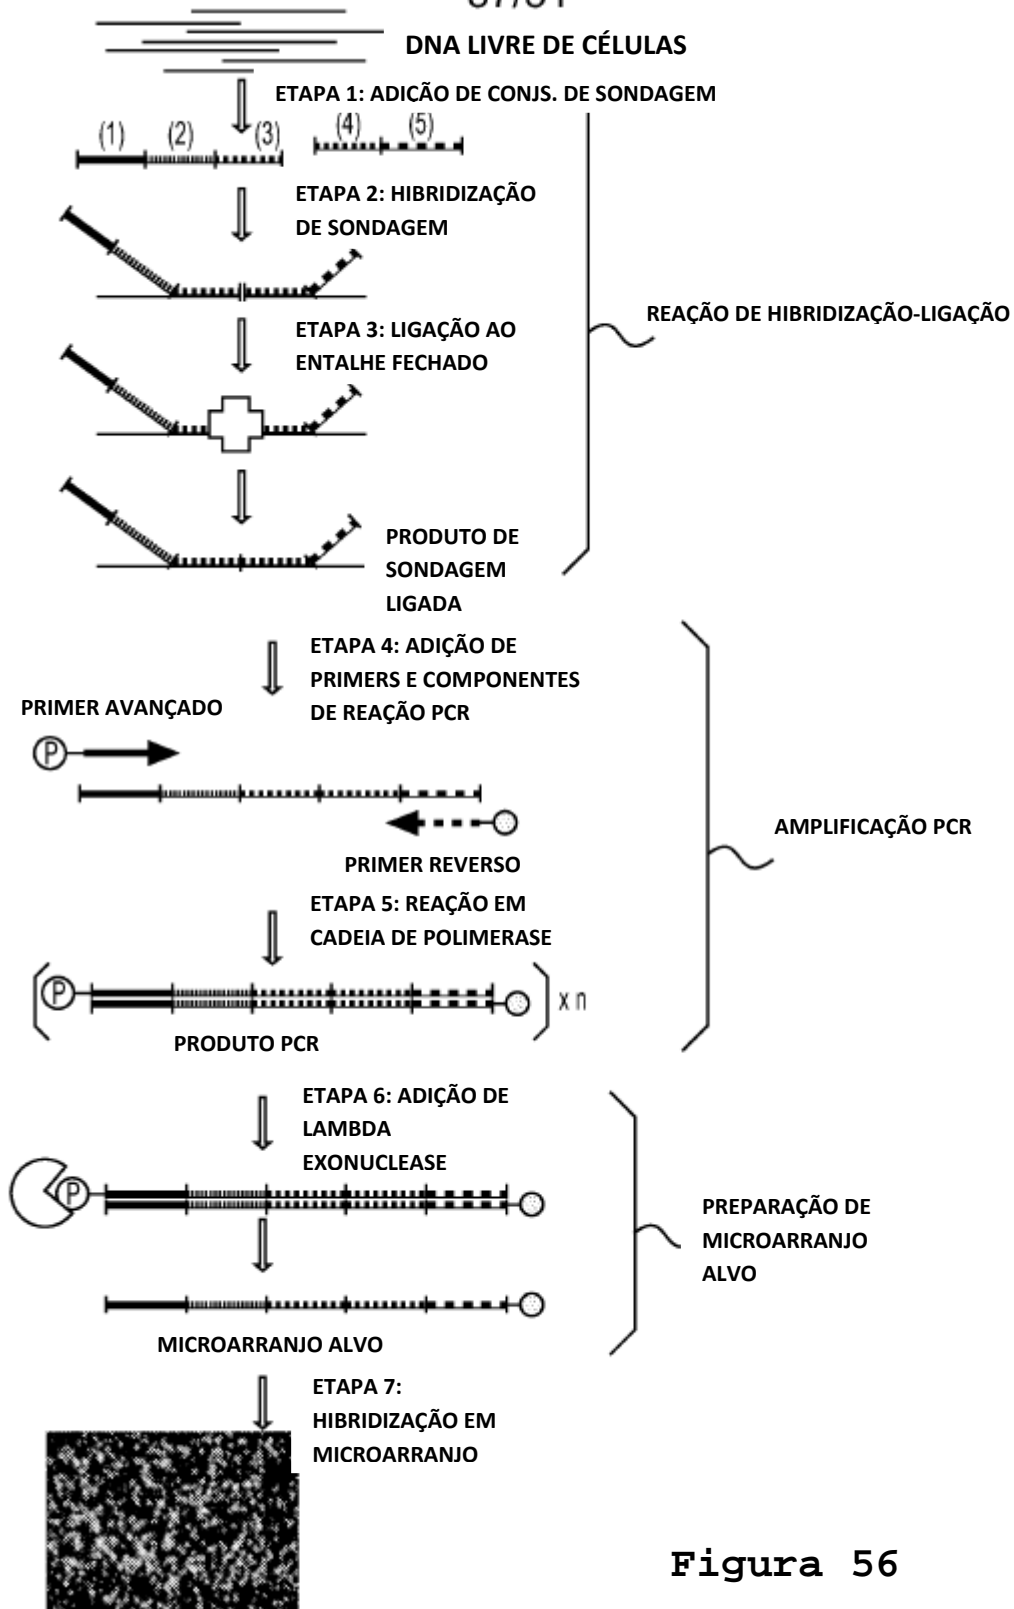 DNA LIVRE DE CÉLULAS
ETAPA 1: ADIÇÃO DE CONJS. DE SONDAGEM
(1) (2) (3) (4) (5)
ETAPA 2: HIBRIDIZAÇÃO
DE SONDAGEM
REAÇÃO DE HIBRIDIZAÇÃO-LIGAÇÃO
ETAPA 3: LIGAÇÃO AO
ENTALHE FECHADO
PRODUTO DE
SONDAGEM
LIGADA
ETAPA 4: ADIÇÃO DE
PRIMERS E COMPONENTES
DE REAÇÃO PCR
PRIMER AVANÇADO
P
AMPLIFICAÇÃO PCR
PRIMER REVERSO
ETAPA 5: REAÇÃO EM
CADEIA DE POLIMERASE
P
x n
PRODUTO PCR
ETAPA 6: ADIÇÃO DE
LAMBDA
EXONUCLEASE
P
PREPARAÇÃO DE
MICROARRANJO
ALVO
MICROARRANJO ALVO
ETAPA 7:
HIBRIDIZAÇÃO EM
MICROARRANJO
Figura 56